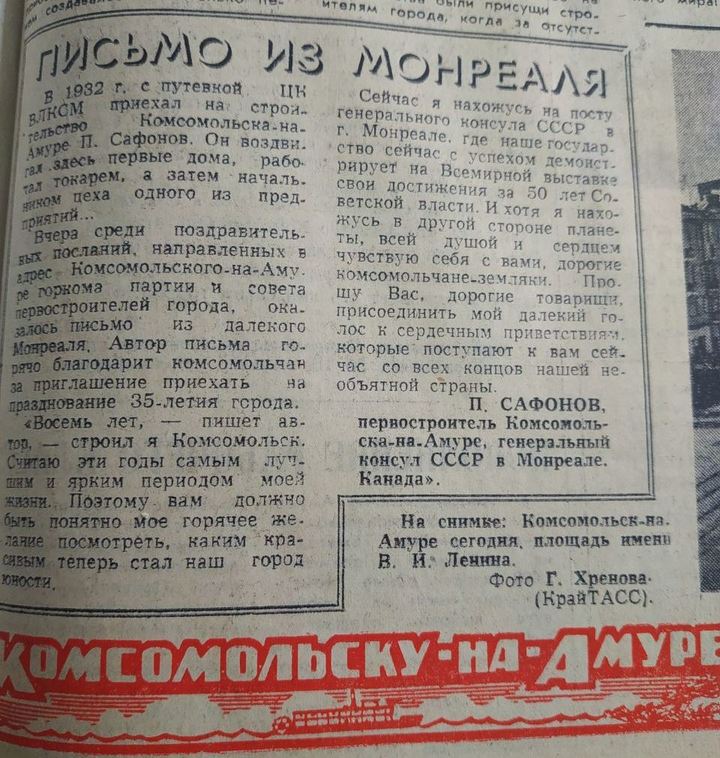 были присущи стро-
ителям города, когда за отсутст-
ПИСЬМО ИЗ МОНРЕАЛЯ
В 1932 г. с путевкой ЦК
ВЛКСМ приехал на строи-
тельство Комсомольска-на-
Амуре П. Сафонов. Он воздви-
гал здесь первые дома, рабо-
тал токарем, а затем началь-
ником цеха одного из пред-
приятий...
Вчера среди поздравитель-
ных посланий, направленных в
адрес Комсомольского-на-Аму-
ре горкома партии и совета
первостроителей города, ока-
залось письмо из далекого
Монреаля. Автор письма го-
рячо благодарит комсомольчан
за приглашение приехать на
празднование 35-летия города.
«Восемь лет, — пишет ав-
тор, — строил я Комсомольск.
Считаю эти годы самым луч-
шим и ярким периодом моей
жизни. Поэтому вам должно
быть понятно мое горячее же-
лание посмотреть, каким кра-
сивым теперь стал наш город
юности.
Сейчас я нахожусь на посту
генерального консула СССР в
г. Монреале, где наше государ-
ство сейчас с успехом демонст-
рирует на Всемирной выставке
свои достижения за 50 лет Со-
ветской власти. И хотя я нахо-
жусь в другой стороне плане-
ты, всей душой и сердцем
чувствую себя с вами, дорогие
комсомольчане-земляки. Про-
шу Вас, дорогие товарищи,
присоединить мой далекий го-
лос к сердечным приветствиям,
которые поступают к вам сей-
час со всех концов нашей не-
объятной страны.
П. САФОНОВ,
первостроитель Комсомоль-
ска-на-Амуре, генеральный
консул СССР в Монреале.
Канада».
На снимке: Комсомольск-на-
Амуре сегодня, площадь имени
В. И. Ленина.
Фото Г. Хренова.
(КрайТАСС).
КОМСОМОЛЬСКУ-НА-АМУРЕ